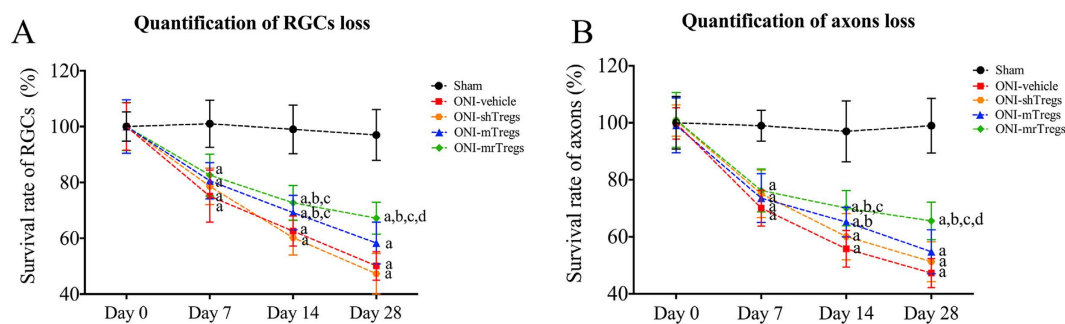 A
Quantification of RGCs loss
Survival rate of RGCs (%)
120
100
80
60
40
Day 0
Day 7
Day 14
Day 28
a
a
a
a
a,b,c
a,b,c
a
a
a,b,c,d
a
a
a
Sham
ONI-vehicle
ONI-shTregs
ONI-mTregs
ONI-mrTregs
B
Quantification of axons loss
Survival rate of axons (%)
120
100
80
60
40
Day 0
Day 7
Day 14
Day 28
a
a
a
a
a,b,c
a,b
a
a
a,b,c,d
a
a
a
Sham
ONI-vehicle
ONI-shTregs
ONI-mTregs
ONI-mrTregs